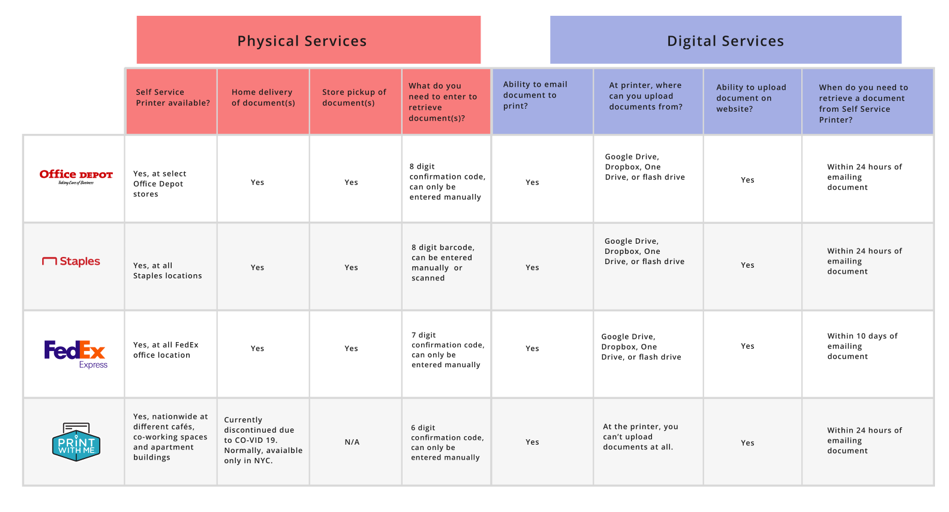 Physical Services
Digital Services
Self Service
Printer available?
Home delivery
of document(s)
Store pickup of
document(s)
What do you
need to enter to
retrieve
document(s)?
Ability to email
document to
print?
At printer, where
can you upload
documents from?
Ability to upload
document on
website?
When do you need to
retrieve a document
from Self Service
Printer?
Office DEPOT
Taking Care of Business
Yes, at select
Office Depot
stores
Yes
Yes
8 digit
confirmation code,
can only be
entered manually
Yes
Google Drive,
Dropbox, One
Drive, or flash drive
Yes
Within 24 hours of
emailing
document
Staples
Yes, at all
Staples locations
Yes
Yes
8 digit barcode,
can be entered
manually or
scanned
Yes
Google Drive,
Dropbox, One
Drive, or flash drive
Yes
Within 24 hours of
emailing
document
FedEx
Express
Yes, at all FedEx
office location
Yes
Yes
7 digit
confirmation code,
can only be
entered manually
Yes
Google Drive,
Dropbox, One
Drive, or flash drive
Yes
Within 10 days of
emailing
document
PRINT
WITH ME
Yes, nationwide at
different cafés,
co-working spaces
and apartment
buildings
Currently
discontinued due
to CO-VID 19.
Normally, avaialble
only in NYC.
N/A
6 digit
confirmation code,
can only be
entered manually
Yes
At the printer, you
can't upload
documents at all.
Yes
Within 24 hours of
emailing
document